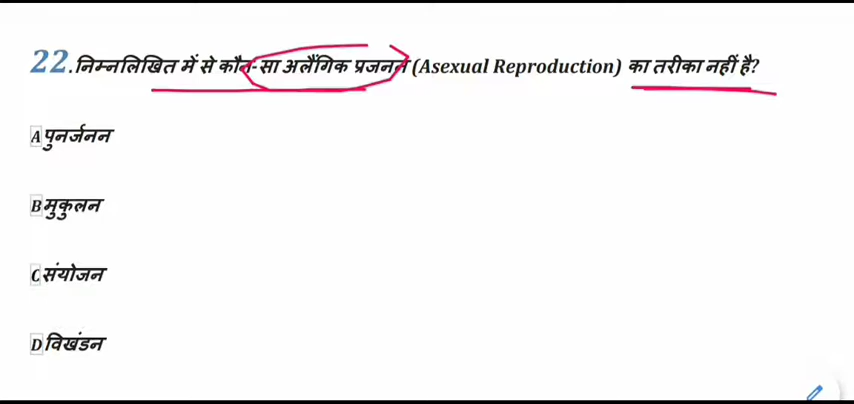 22.निम्नलिखित में से कौन-सा अलैंगिक प्रजनन (Asexual Reproduction) का तरीका नहीं है?
A पुनर्जनन
B मुकुलन
C संयोजन
D विखंडन